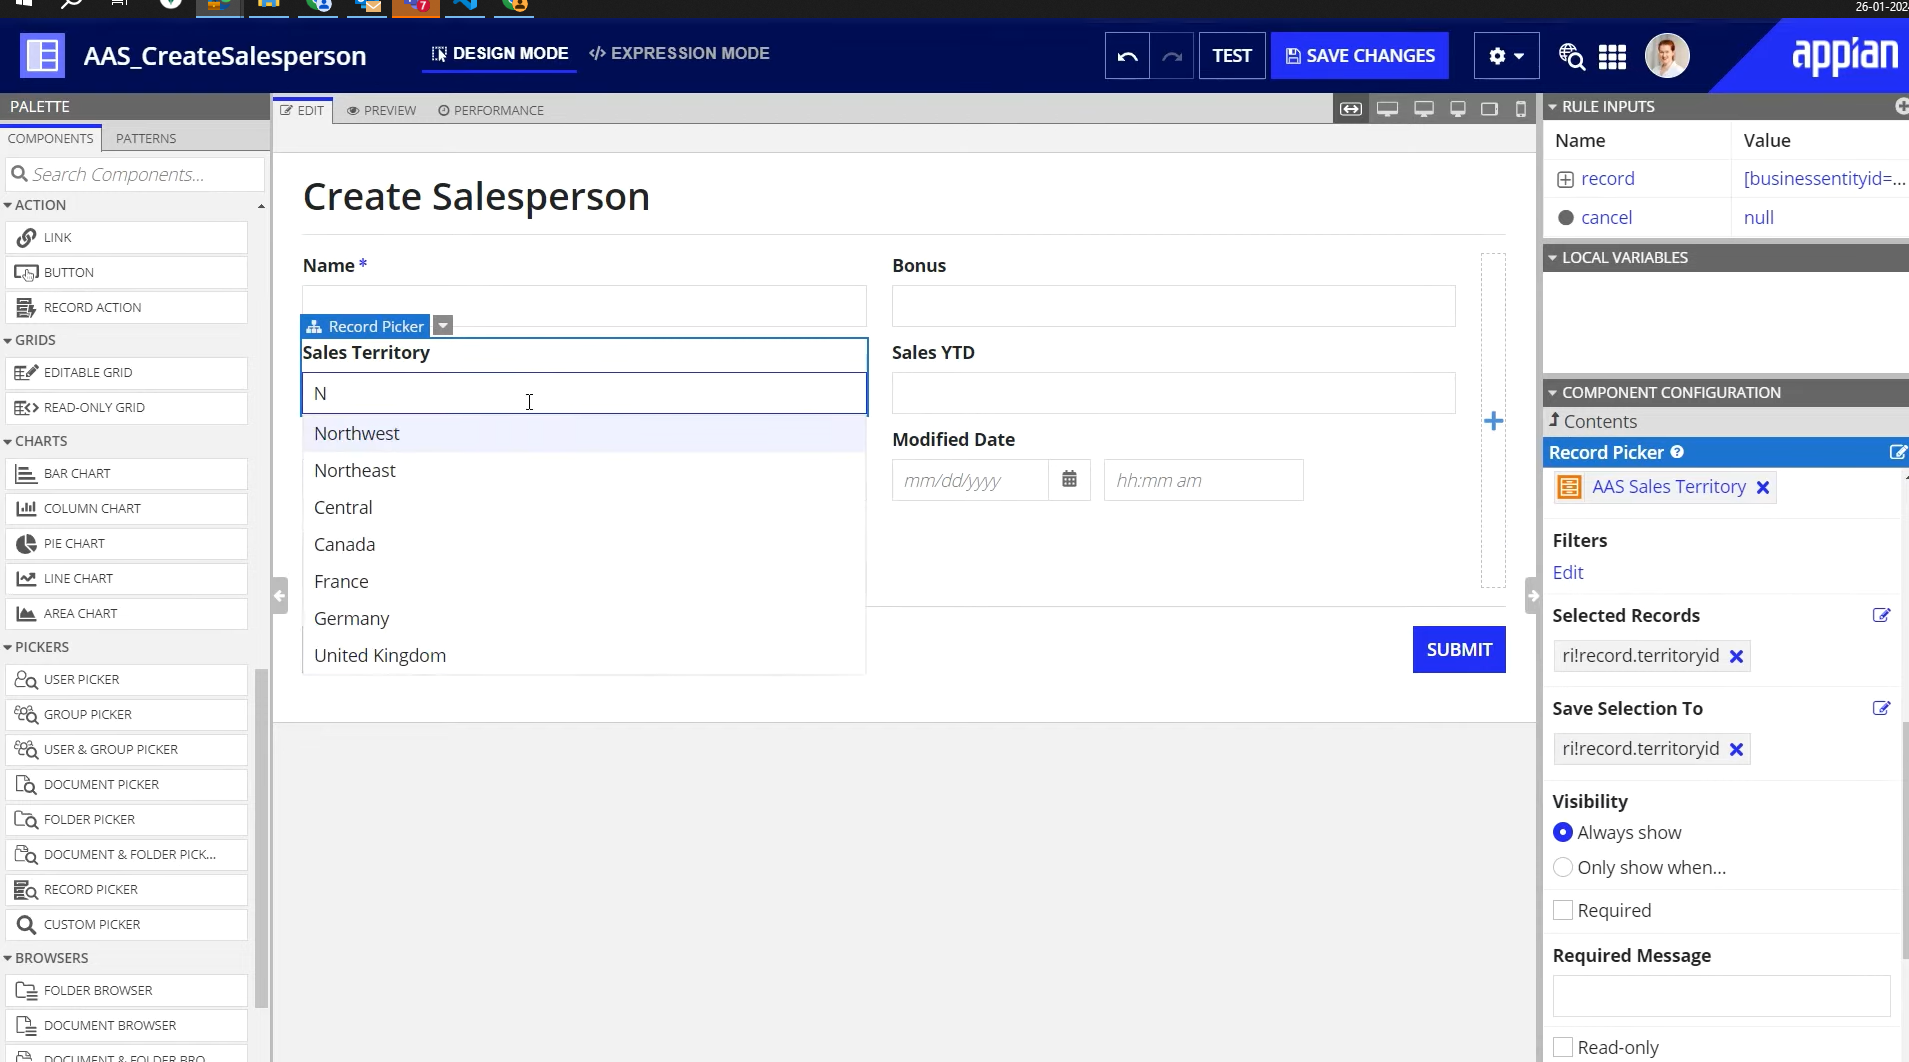 7
26-01-202
AAS_CreateSalesperson
DESIGN MODE
</> EXPRESSION MODE
TEST
SAVE CHANGES
appian
PALETTE
COMPONENTS
PATTERNS
Search Components...
ACTION
LINK
BUTTON
RECORD ACTION
GRIDS
EDITABLE GRID
READ-ONLY GRID
CHARTS
BAR CHART
COLUMN CHART
PIE CHART
LINE CHART
AREA CHART
PICKERS
USER PICKER
GROUP PICKER
USER & GROUP PICKER
DOCUMENT PICKER
FOLDER PICKER
DOCUMENT & FOLDER PICK...
RECORD PICKER
CUSTOM PICKER
BROWSERS
FOLDER BROWSER
DOCUMENT BROWSER
DOCUMENT & FOLDER BRO
EDIT
PREVIEW
PERFORMANCE
Create Salesperson
Name *
Record Picker
Sales Territory
N
Northwest
Northeast
Central
Canada
France
Germany
United Kingdom
Bonus
Sales YTD
Modified Date
mm/dd/yyyy
hh:mm am
SUBMIT
RULE INPUTS
Name Value
record [businessentityid=...
cancel null
LOCAL VARIABLES
COMPONENT CONFIGURATION
Contents
Record Picker
AAS Sales Territory
Filters
Edit
Selected Records
ri!record.territoryid
Save Selection To
ri!record.territoryid
Visibility
Always show
Only show when...
Required
Required Message
Read-only